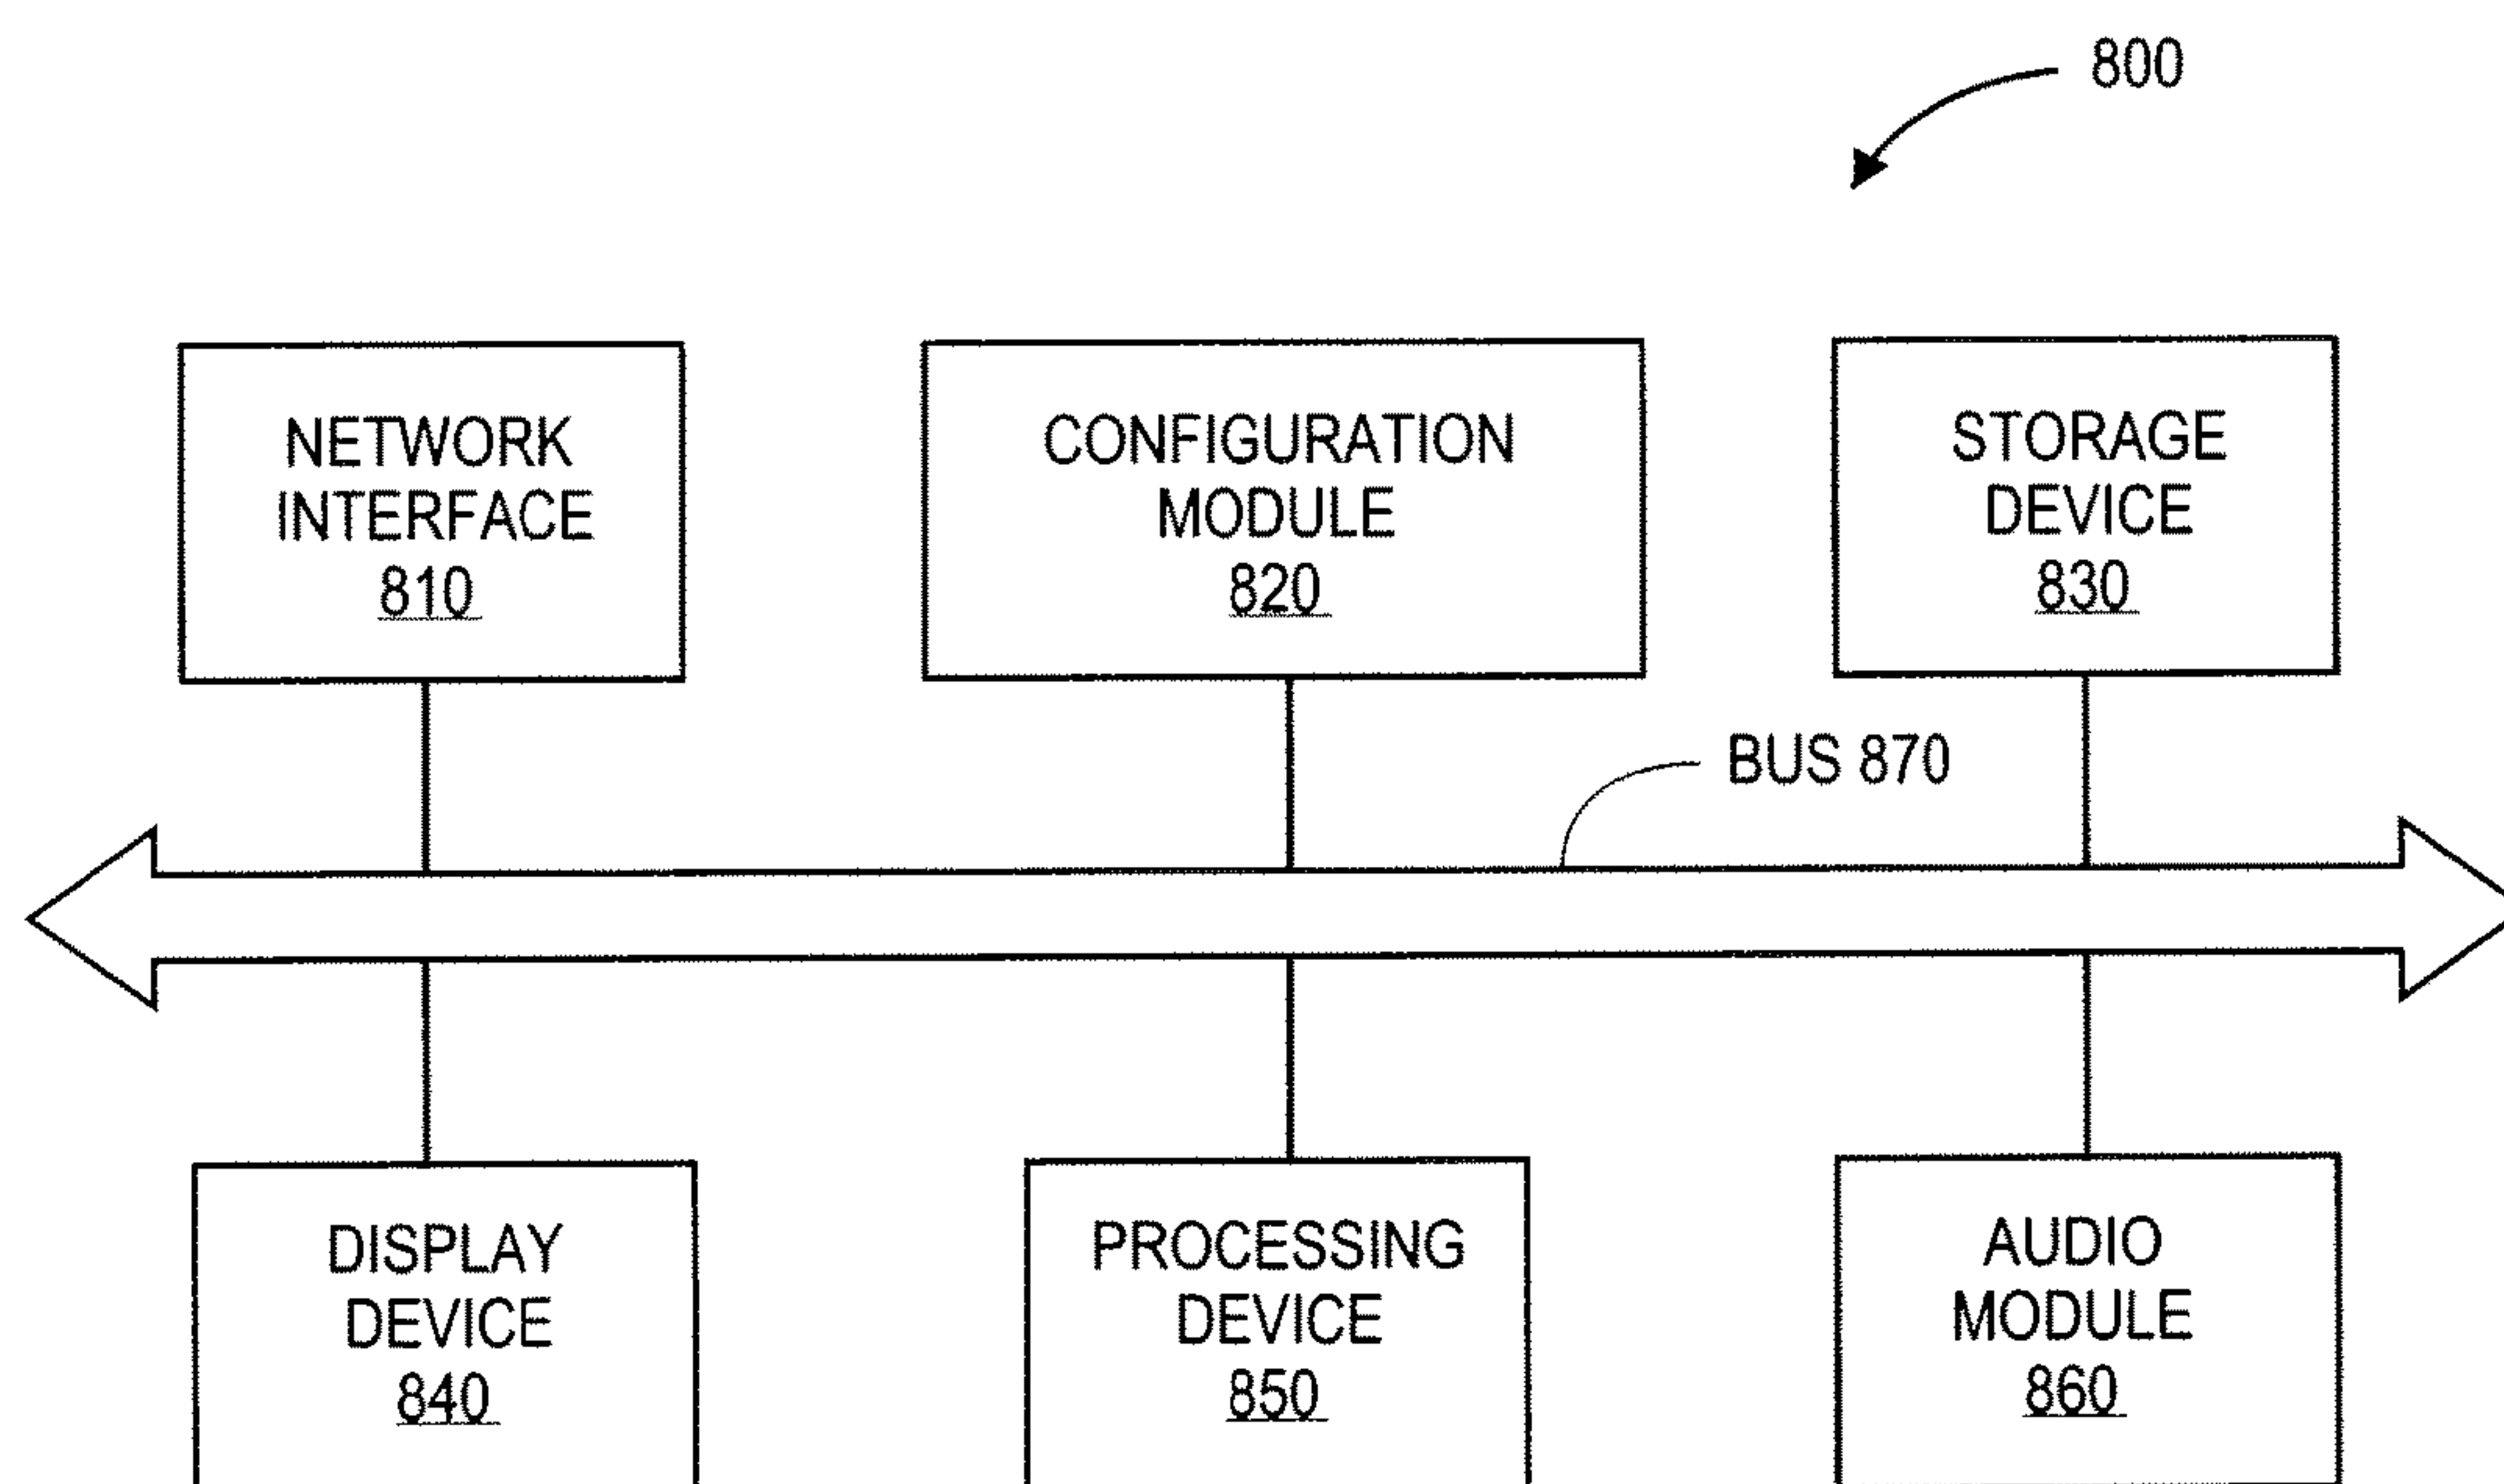 800
NETWORK
INTERFACE
810
CONFIGURATION
MODULE
820
STORAGE
DEVICE
830
BUS 870
DISPLAY
DEVICE
840
PROCESSING
DEVICE
850
AUDIO
MODULE
860